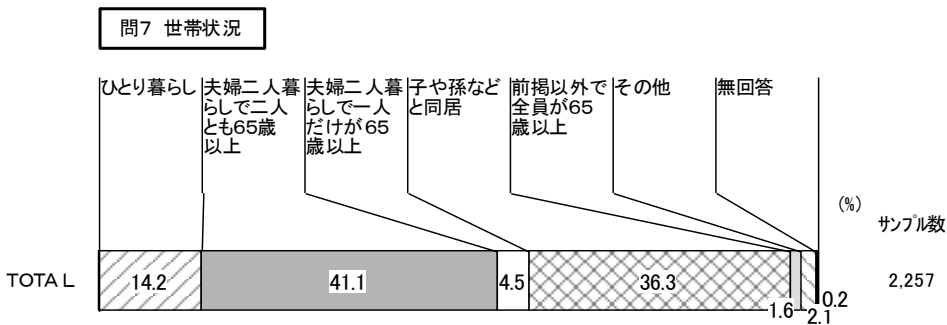 問7 世帯状況
ひとり暮らし
夫婦二人暮
らしで二人
とも65歳
以上
夫婦二人暮
らしで一人
だけが65
歳以上
子や孫など
と同居
前掲以外で
全員が65
歳以上
その他
無回答
(%)
サンプル数
TOTAL
14.2
41.1
4.5
36.3
1.6
2.1
0.2
2,257